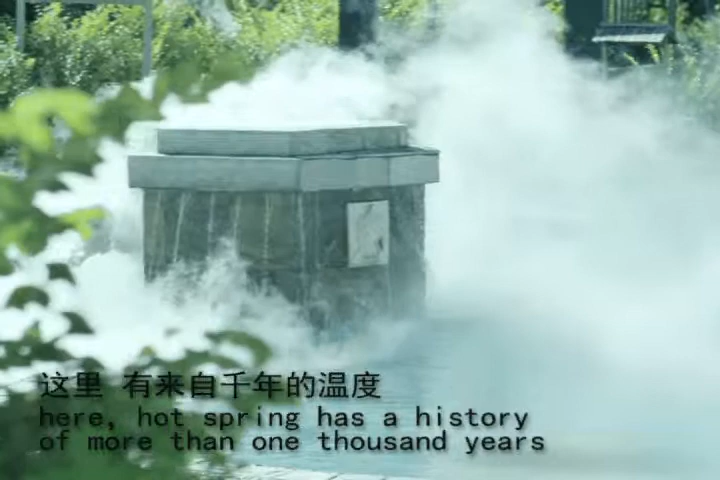 这里 有来自千年的温度
here, hot spring has a history
of more than one thousand years